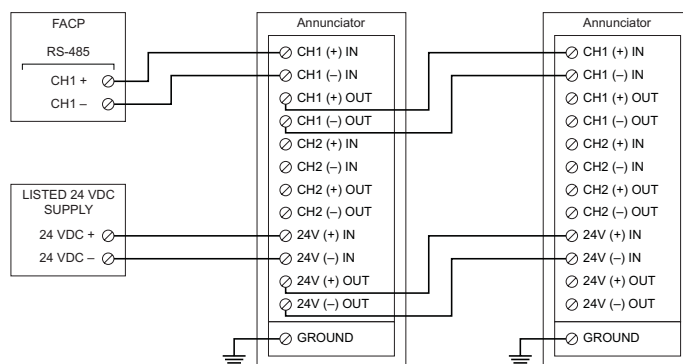 FACP
RS-485
CH1 +
CH1 –
LISTED 24 VDC
SUPPLY
24 VDC +
24 VDC –
Annunciator
CH1 (+) IN
CH1 (–) IN
CH1 (+) OUT
CH1 (–) OUT
CH2 (+) IN
CH2 (–) IN
CH2 (+) OUT
CH2 (–) OUT
24V (+) IN
24V (–) IN
24V (+) OUT
24V (–) OUT
GROUND
Annunciator
CH1 (+) IN
CH1 (–) IN
CH1 (+) OUT
CH1 (–) OUT
CH2 (+) IN
CH2 (–) IN
CH2 (+) OUT
CH2 (–) OUT
24V (+) IN
24V (–) IN
24V (+) OUT
24V (–) OUT
GROUND